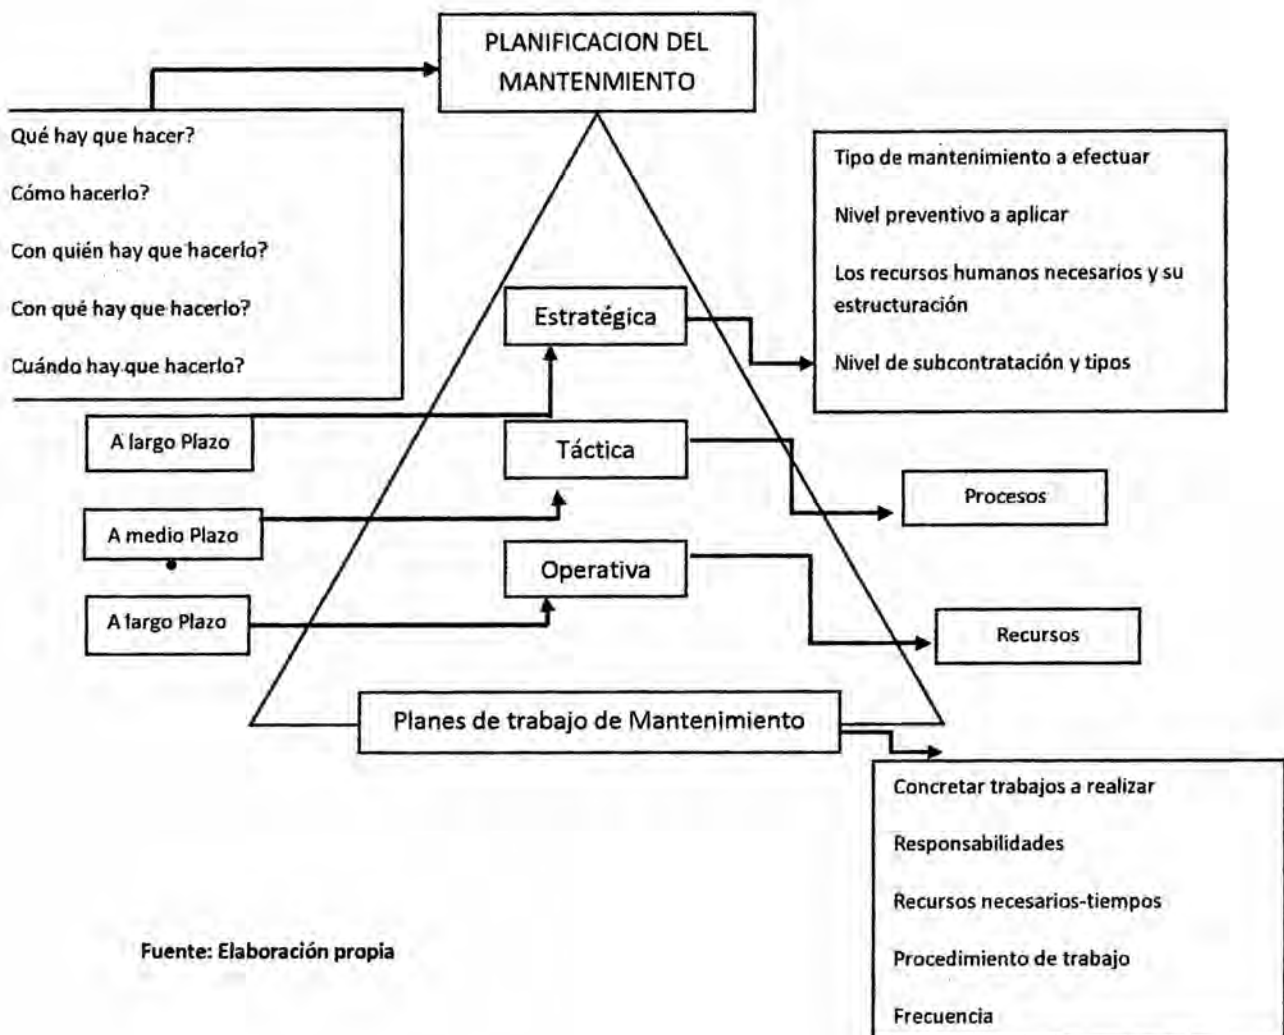 PLANIFICACION DEL
MANTENMIENTO
Qué hay que hacer?
Cómo hacerlo?
Con quién hay que hacerlo?
Con qué hay que hacerlo?
Cuándo hay que hacerlo?
Tipo de mantenimiento a efectuar
Nivel preventivo a aplicar
Los recursos humanos necesarios y su
estructuración
Nivel de subcontratación y tipos
Estratégica
A largo Plazo
Táctica
Procesos
A medio Plazo
Operativa
A largo Plazo
Recursos
Planes de trabajo de Mantenimiento
Concretar trabajos a realizar
Responsabilidades
Recursos necesarios-tiempos
Procedimiento de trabajo
Frecuencia
Fuente: Elaboración propia